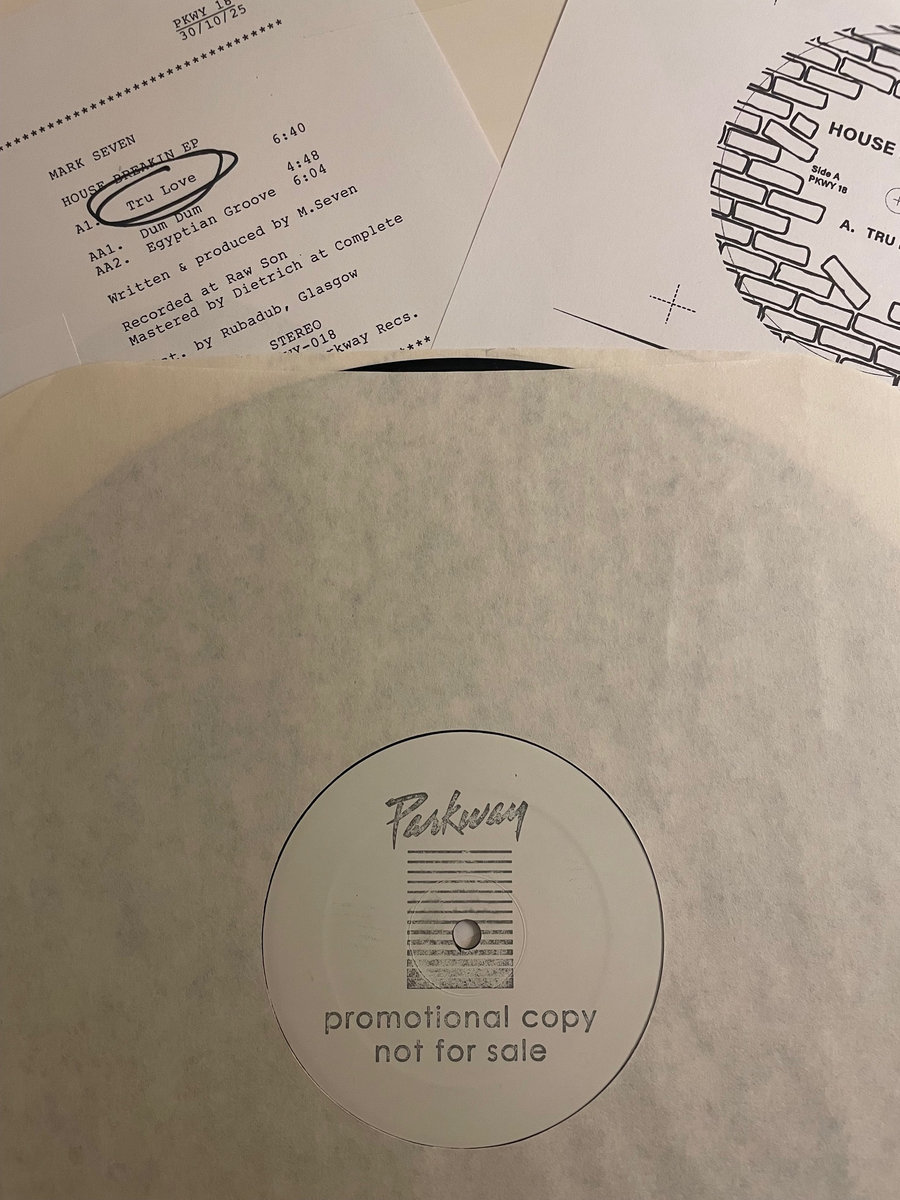 PKWY 18
30/10/25
****************************************
MARK SEVEN
HOUSE BREAKIN EP
A1. Tru Love 6:40
AA1. Dum Dum 4:48
AA2. Egyptian Groove 6:04
Written & produced by M.Seven
Recorded at Raw Son
Mastered by Dietrich at Complete
by Rubadub, Glasgow
STEREO
-018
Recs.
***
HOUSE
Side A
PKWY 18
A. TRU
Parkway
promotional copy
not for sale